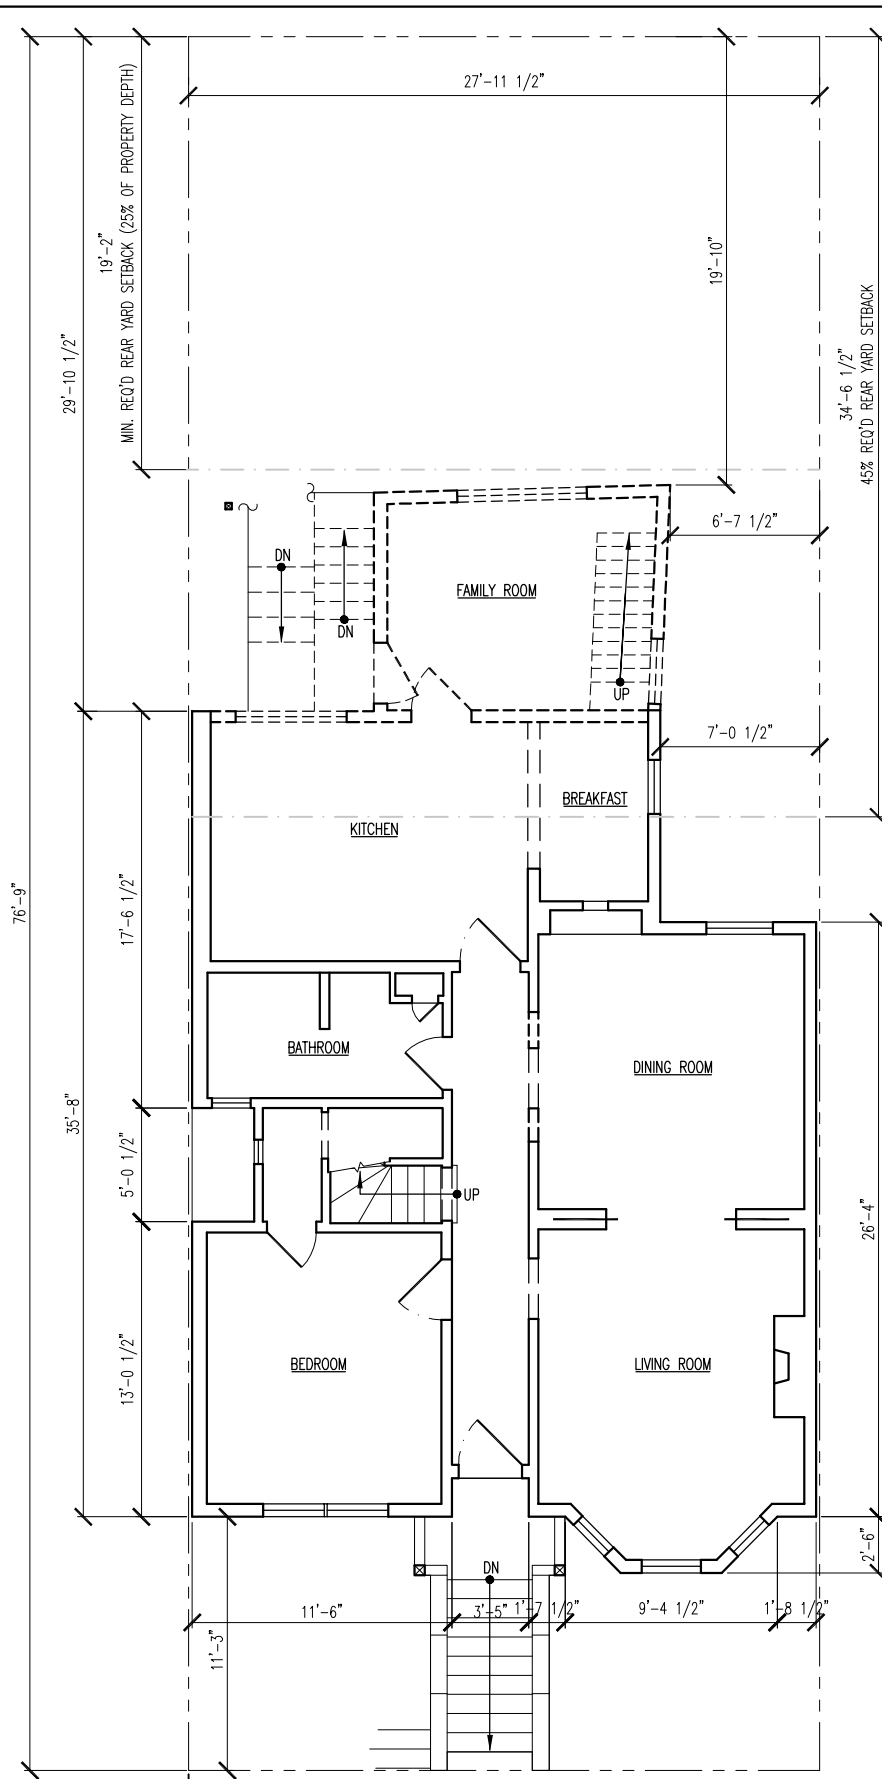 27'-11 1/2"
MIN. REQ'D REAR YARD SETBACK (25% OF PROPERTY DEPTH)
19'-2"
19'-10"
29'-10 1/2"
34'-6 1/2"
45% REQ'D REAR YARD SETBACK
6'-7 1/2"
DN
FAMILY ROOM
DN
UP
7'-0 1/2"
BREAKFAST
KITCHEN
76'-9"
17'-6 1/2"
BATHROOM
DINING ROOM
35'-8"
5'-0 1/2"
UP
26'-4"
13'-0 1/2"
BEDROOM
LIVING ROOM
2'-6"
DN
11'-6"
3'-5"
1'-7 1/2"
9'-4 1/2"
1'-8 1/2"
11'-3"